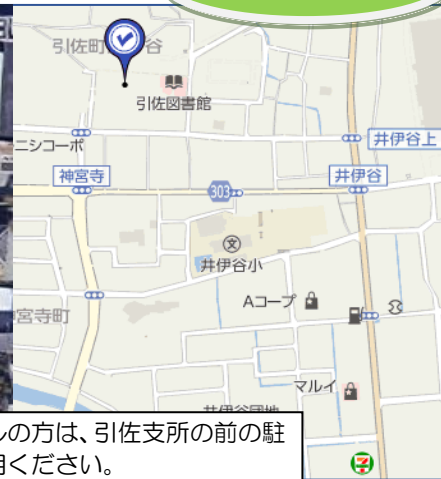 引佐町 谷
引佐図書館
ニシコーポ
井伊谷上
神宮寺
井伊谷
303
文
井伊谷小
Aコープ
宮寺町
マルイ
井伊谷団地
ルの方は、引佐支所の前の駐
用ください。